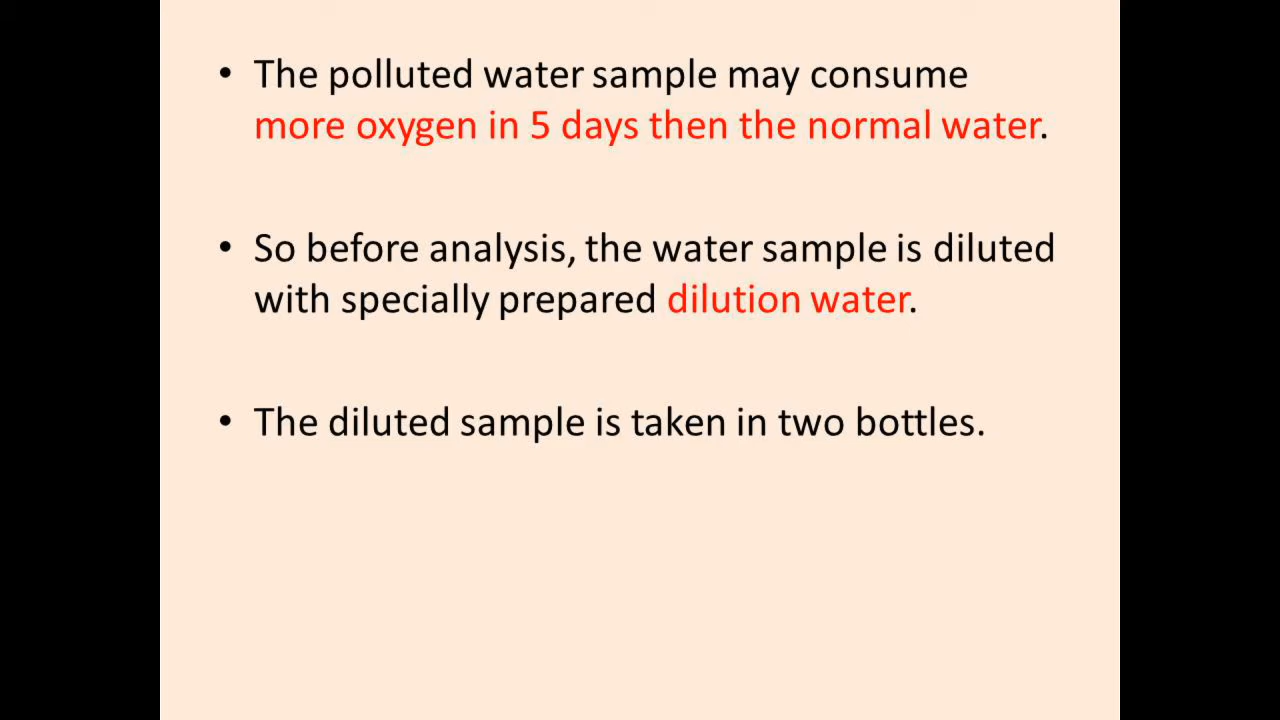 • The polluted water sample may consume
more oxygen in 5 days then the normal water.
• So before analysis, the water sample is diluted
with specially prepared dilution water.
• The diluted sample is taken in two bottles.